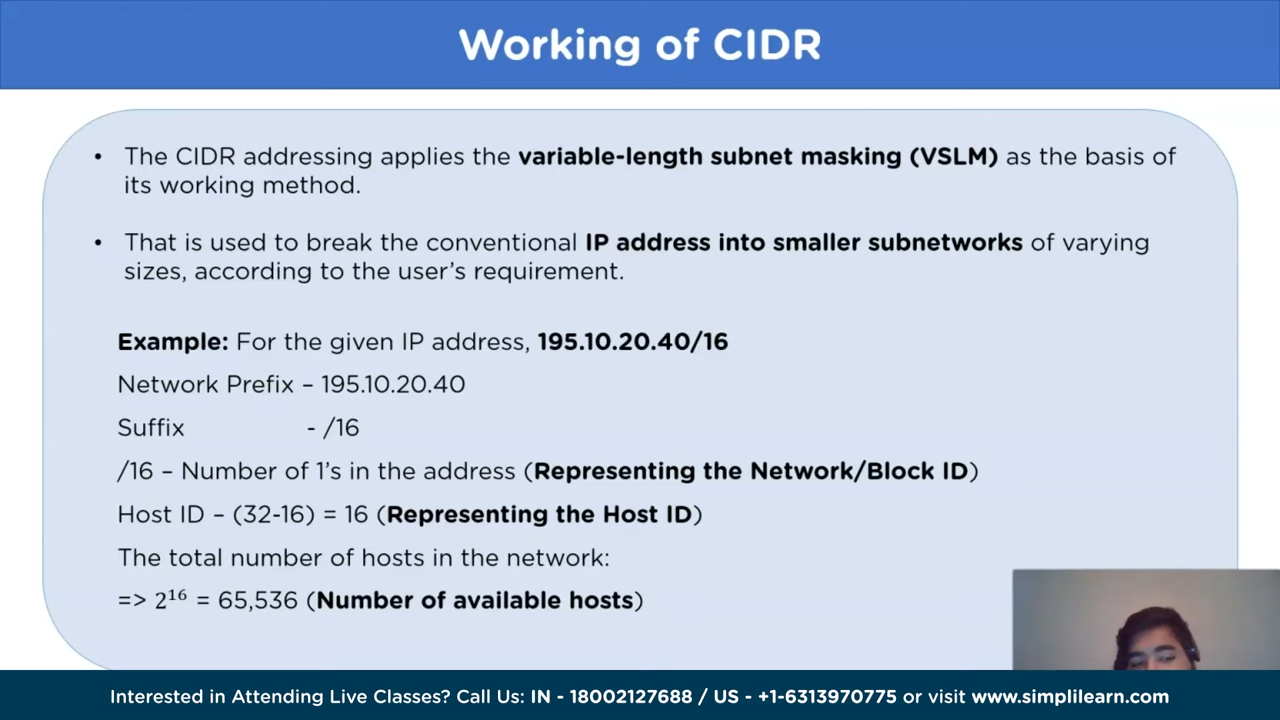 Working of CIDR
• The CIDR addressing applies the variable-length subnet masking (VSLM) as the basis of
its working method.
• That is used to break the conventional IP address into smaller subnetworks of varying
sizes, according to the user's requirement.
Example: For the given IP address, 195.10.20.40/16
Network Prefix – 195.10.20.40
Suffix - /16
/16 – Number of 1's in the address (Representing the Network/Block ID)
Host ID – (32-16) = 16 (Representing the Host ID)
The total number of hosts in the network:
=> 2¹⁶ = 65,536 (Number of available hosts)
Interested in Attending Live Classes? Call Us: IN - 18002127688 / US - +1-6313970775 or visit www.simplilearn.com